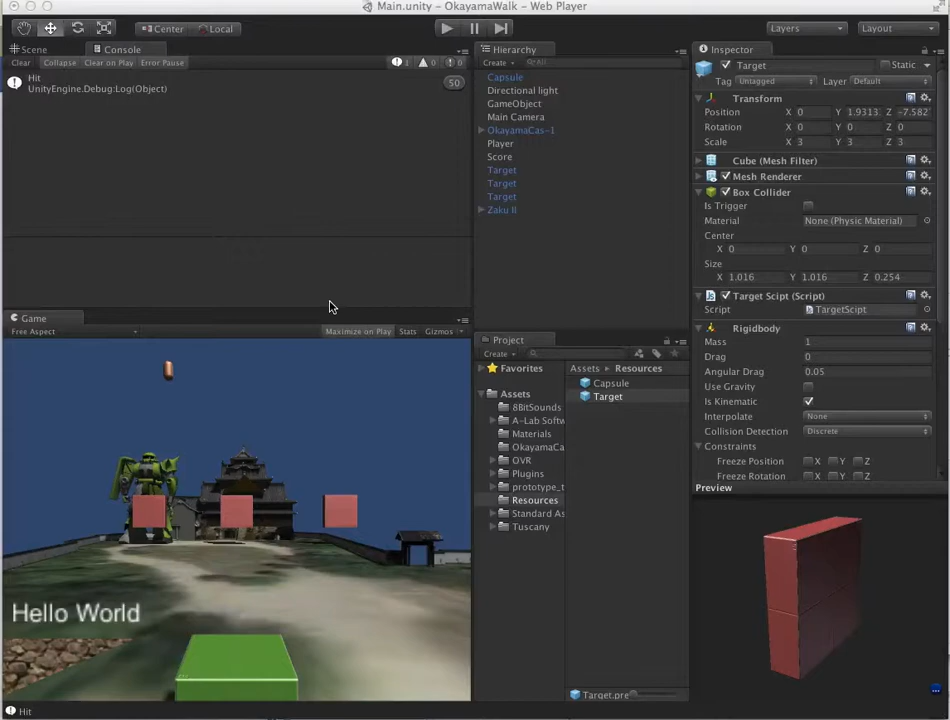 Main.unity - OkayamaWalk - Web Player
Center Local Layers Layout
Scene Console
Clear Collapse Clear on Play Error Pause 1 0 0
Hit
UnityEngine.Debug:Log(Object)
50
Game
Free Aspect Maximize on Play Stats Gizmos
Hello World
Hit
Hierarchy
Create All
Capsule
Directional light
GameObject
Main Camera
OkayamaCas-1
Player
Score
Target
Target
Target
Zaku II
Project
Create
Favorites
Assets
8BitSounds
A-Lab Softw
Materials
OkayamaCa
OVR
Plugins
prototype_t
Resources
Standard As
Tuscany
Assets Resources
Capsule
Target
Target.pre
Inspector
Target Static
Tag Untagged Layer Default
Transform
Position X 0 Y 1.9313 Z -7.582
Rotation X 0 Y 0 Z 0
Scale X 3 Y 3 Z 3
Cube (Mesh Filter)
Mesh Renderer
Box Collider
Is Trigger
Material None (Physic Material)
Center
X 0 Y 0 Z 0
Size
X 1.016 Y 1.016 Z 0.254
Target Scipt (Script)
Script TargetScipt
Rigidbody
Mass 1
Drag 0
Angular Drag 0.05
Use Gravity
Is Kinematic
Interpolate None
Collision Detection Discrete
Constraints
Freeze Position X Y Z
Freeze Rotation X Y Z
Preview